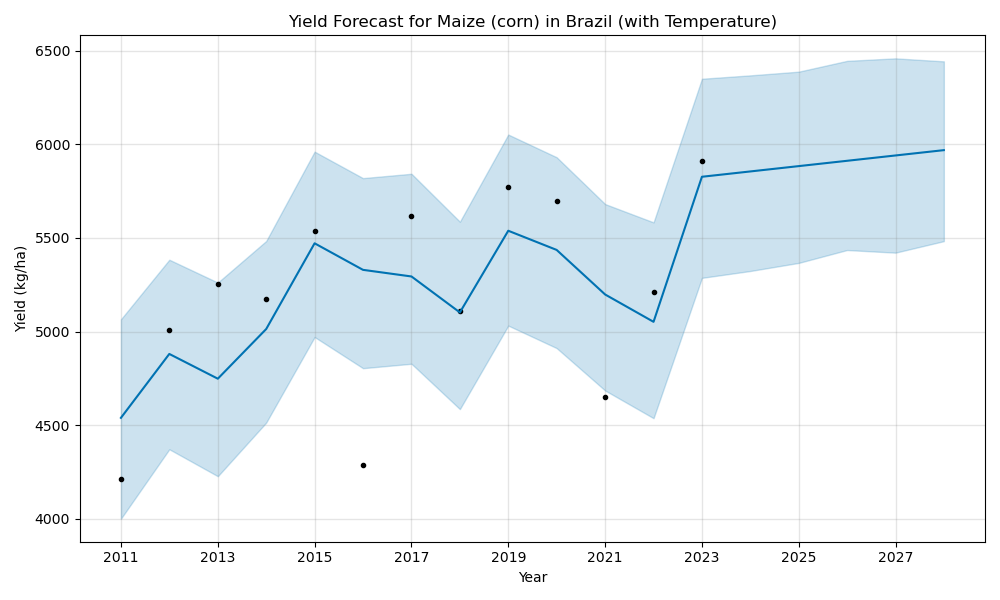 Yield Forecast for Maize (corn) in Brazil (with Temperature)
6500
6000
5500
5000
4500
4000
Yield (kg/ha)
2011 2013 2015 2017 2019 2021 2023 2025 2027
Year